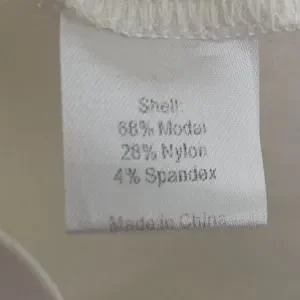 Shell:
68% Modal
28% Nylon
4% Spandex
Made in China